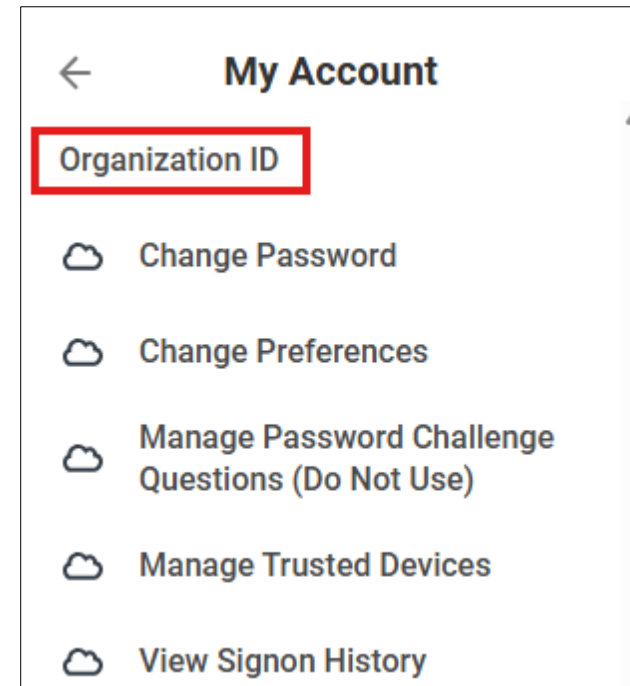 My Account
Organization ID
Change Password
Change Preferences
Manage Password Challenge
Questions (Do Not Use)
Manage Trusted Devices
View Signon History